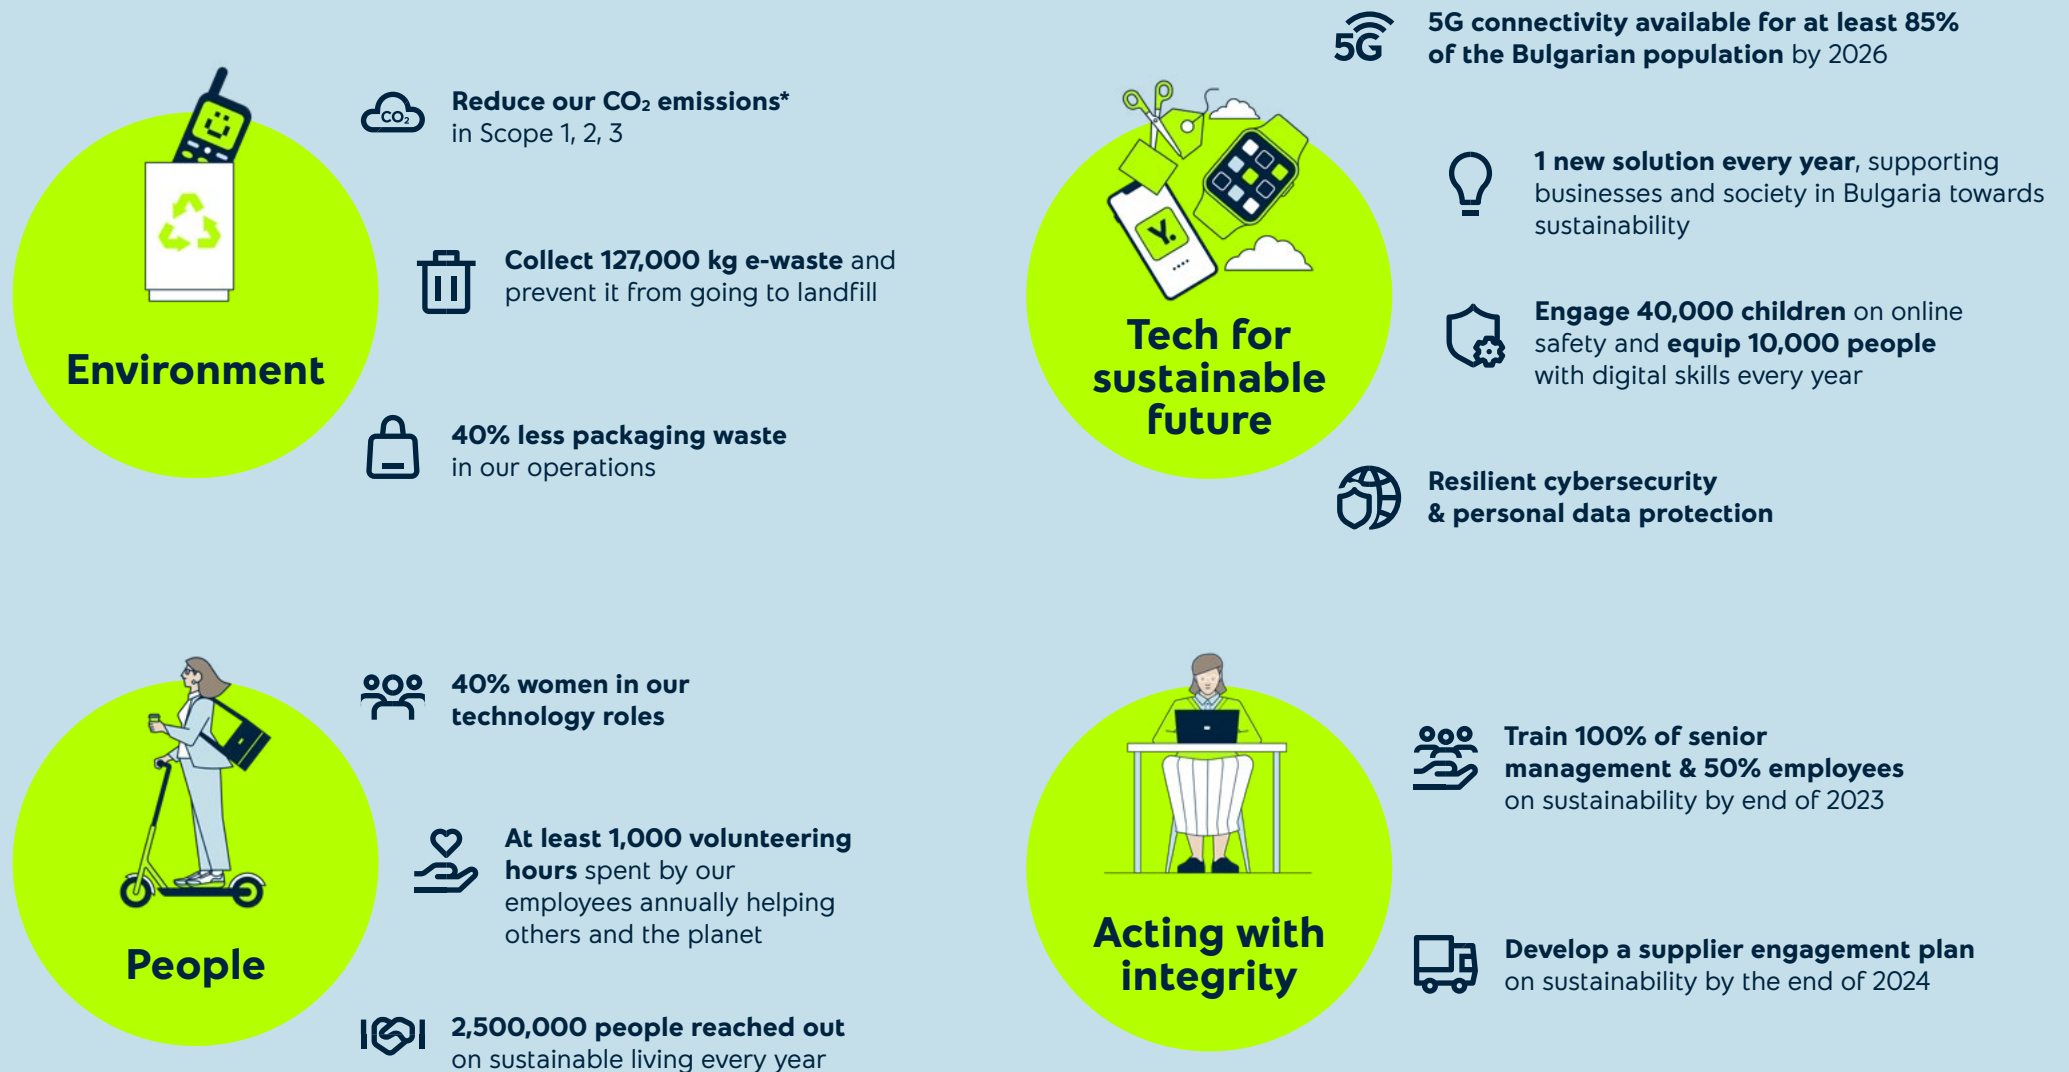 CO₂
Reduce our CO₂ emissions*
in Scope 1, 2, 3
Collect 127,000 kg e-waste and
prevent it from going to landfill
Environment
40% less packaging waste
in our operations
5G
5G connectivity available for at least 85%
of the Bulgarian population by 2026
1 new solution every year, supporting
businesses and society in Bulgaria towards
sustainability
Y.
Engage 40,000 children on online
safety and equip 10,000 people
with digital skills every year
Tech for
sustainable
future
Resilient cybersecurity
& personal data protection
40% women in our
technology roles
At least 1,000 volunteering
hours spent by our
employees annually helping
others and the planet
People
2,500,000 people reached out
on sustainable living every year
Train 100% of senior
management & 50% employees
on sustainability by end of 2023
Acting with
integrity
Develop a supplier engagement plan
on sustainability by the end of 2024